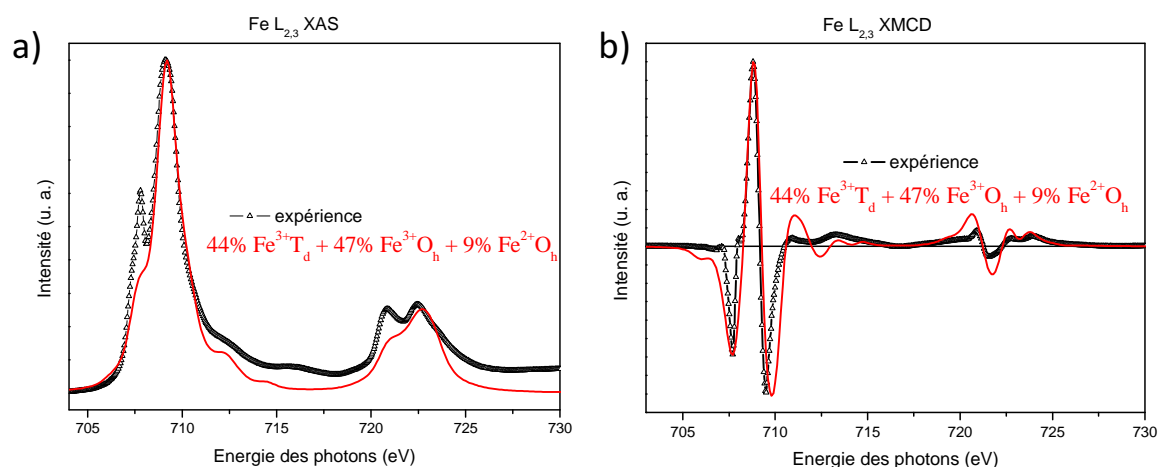 Fe L2,3 XAS
a)
expérience
44% Fe3+Td + 47% Fe3+Oh + 9% Fe2+Oh
Intensité (u. a.)
705 710 715 720 725 730
Energie des photons (eV)
Fe L2,3 XMCD
b)
expérience
44% Fe3+Td + 47% Fe3+Oh + 9% Fe2+Oh
Intensité (u. a.)
705 710 715 720 725 730
Energie des photons (eV)